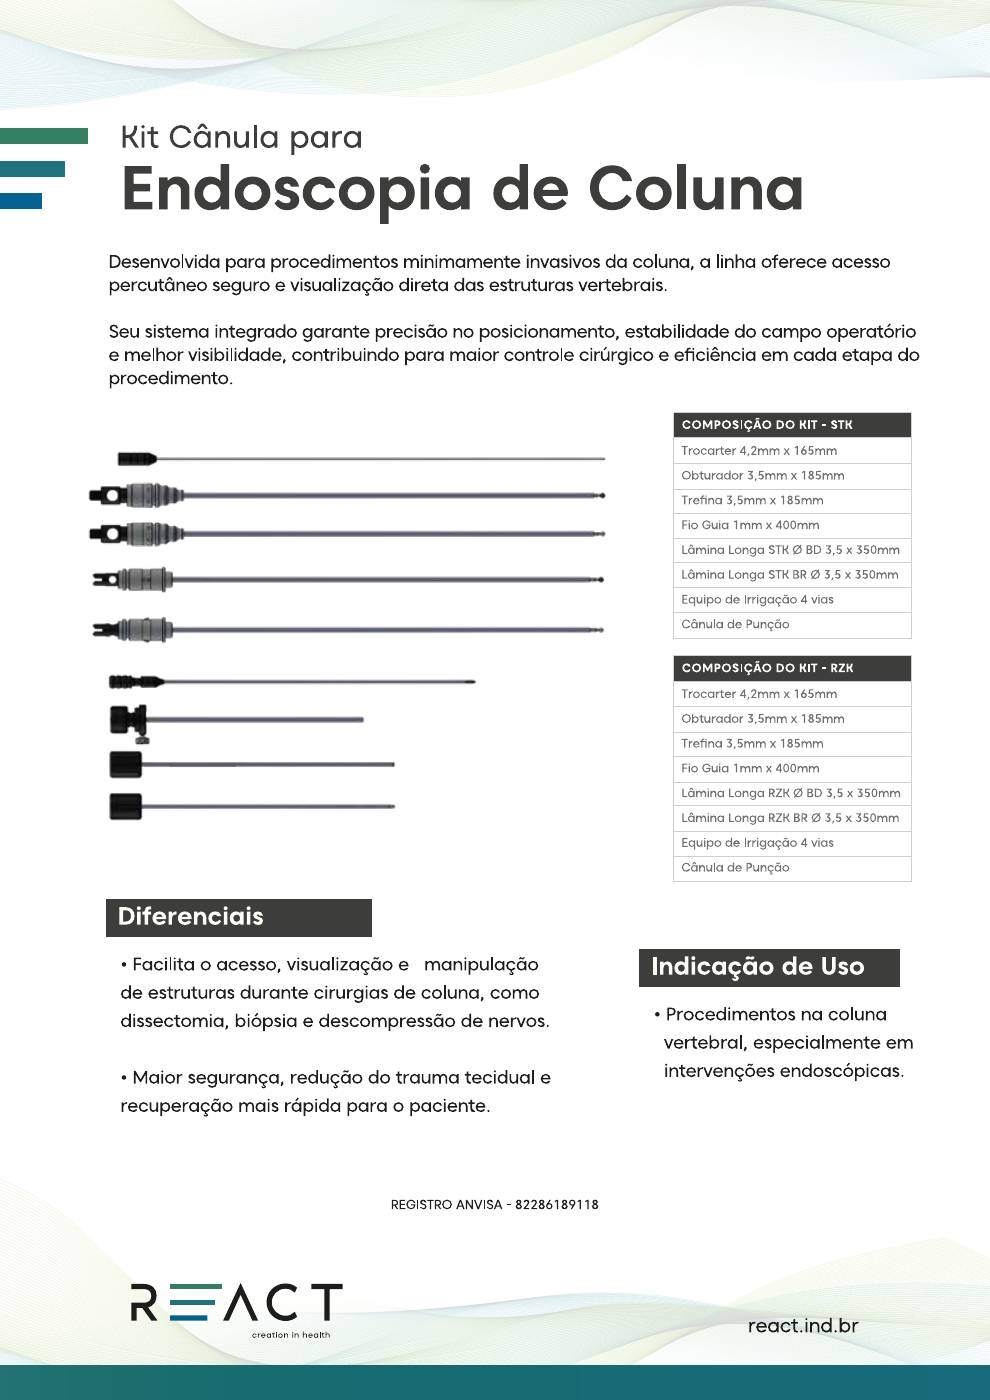 Kit Cânula para
Endoscopia de Coluna
Desenvolvida para procedimentos minimamente invasivos da coluna, a linha oferece acesso
percutâneo seguro e visualização direta das estruturas vertebrais.
Seu sistema integrado garante precisão no posicionamento, estabilidade do campo operatório
e melhor visibilidade, contribuindo para maior controle cirúrgico e eficiência em cada etapa do
procedimento.
COMPOSIÇÃO DO KIT - STK
Trocarter 4,2mm x 165mm
Obturador 3,5mm x 185mm
Trefina 3,5mm x 185mm
Fio Guia 1mm x 400mm
Lâmina Longa STK Ø BD 3,5 x 350mm
Lâmina Longa STK BR Ø 3,5 x 350mm
Equipo de Irrigação 4 vias
Cânula de Punção
COMPOSIÇÃO DO KIT - RZK
Trocarter 4,2mm x 165mm
Obturador 3,5mm x 185mm
Trefina 3,5mm x 185mm
Fio Guia 1mm x 400mm
Lâmina Longa RZK Ø BD 3,5 x 350mm
Lâmina Longa RZK BR Ø 3,5 x 350mm
Equipo de Irrigação 4 vias
Cânula de Punção
Diferenciais
• Facilita o acesso, visualização e manipulação
de estruturas durante cirurgias de coluna, como
dissectomia, biópsia e descompressão de nervos.
• Maior segurança, redução do trauma tecidual e
recuperação mais rápida para o paciente.
Indicação de Uso
• Procedimentos na coluna
vertebral, especialmente em
intervenções endoscópicas.
REGISTRO ANVISA - 82286189118
REACT
creation in health
react.ind.br